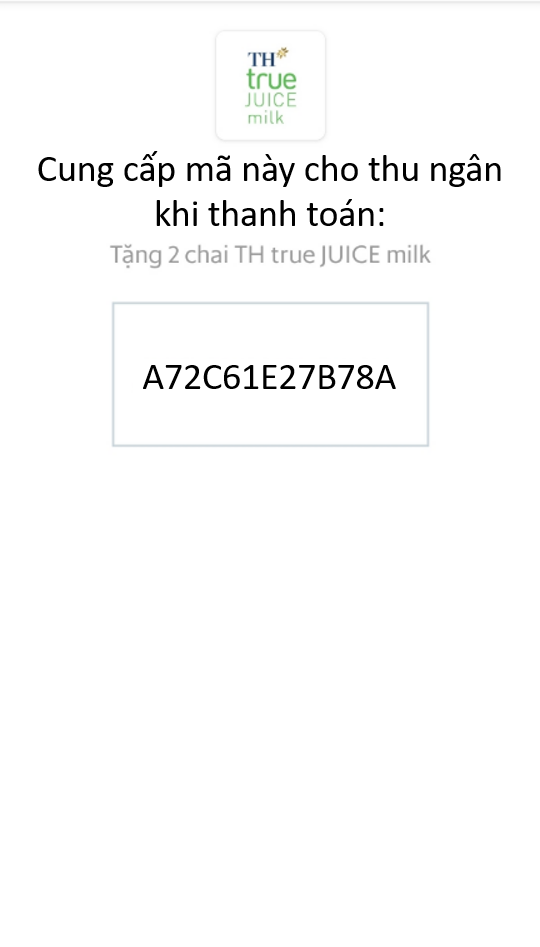 TH
true
JUICE
milk
Cung cấp mã này cho thu ngân
khi thanh toán:
Tặng 2 chai TH true JUICE milk
A72C61E27B78A